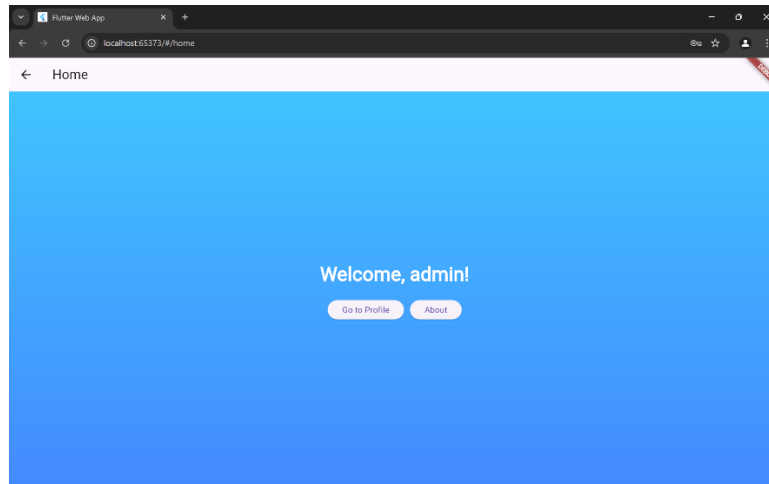 Flutter Web App
localhost:65373/#/home
Home
Welcome, admin!
Go to Profile
About